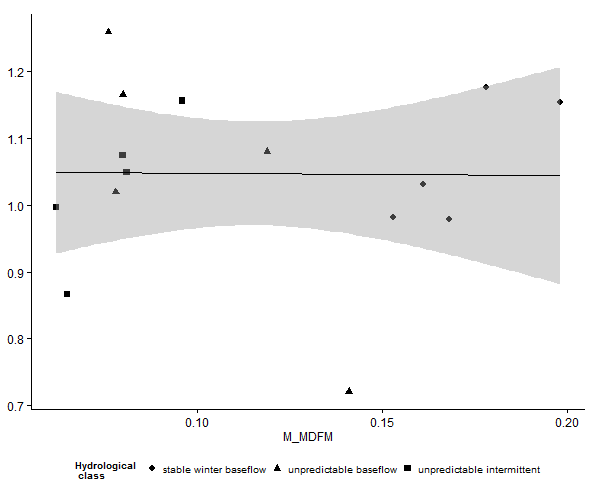 1.2
1.1
1.0
0.9
0.8
0.7
0.10 0.15 0.20
M_MDFM
Hydrological
class
stable winter baseflow unpredictable baseflow unpredictable intermittent